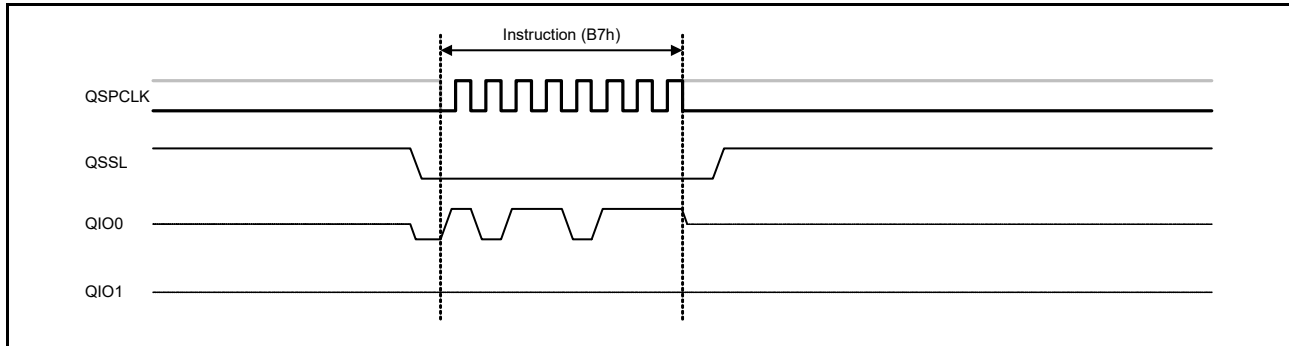 Instruction (B7h)
QSPCLK
QSSL
QIO0
QIO1